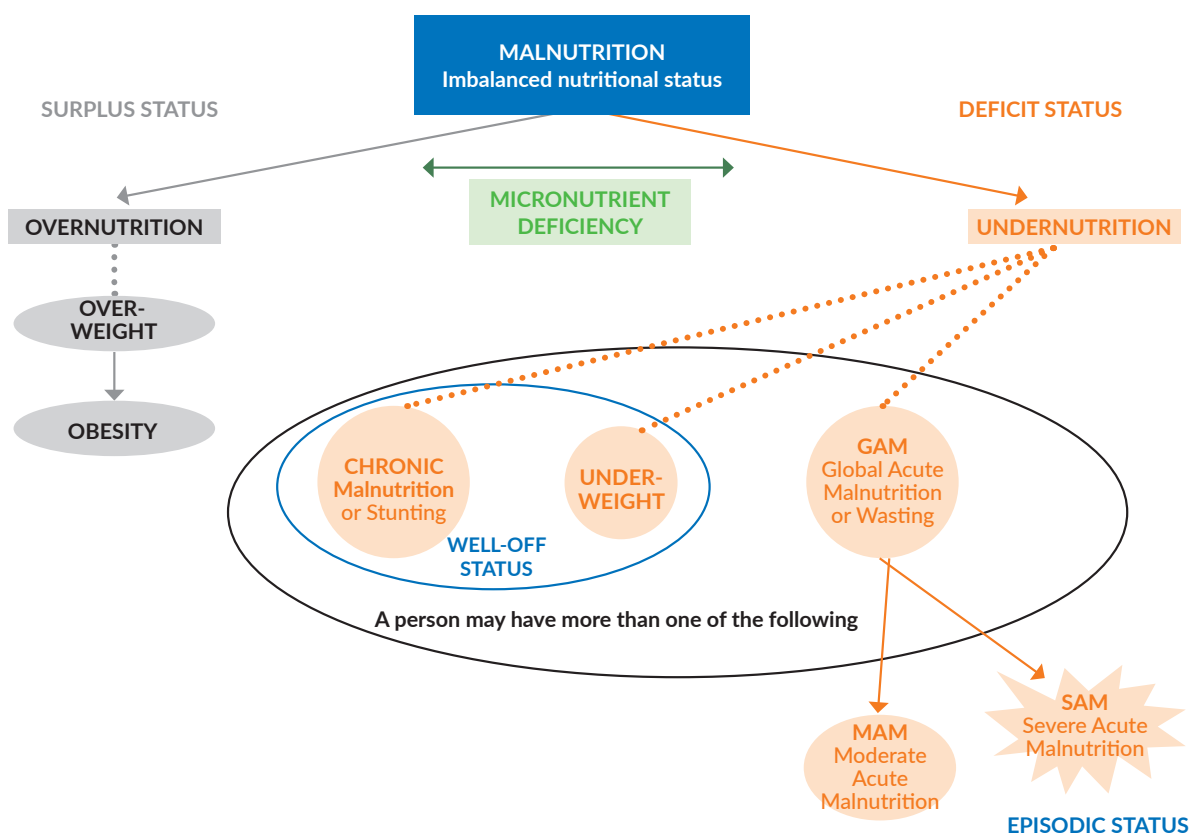 MALNUTRITION
Imbalanced nutritional status
SURPLUS STATUS
DEFICIT STATUS
MICRONUTRIENT
DEFICIENCY
OVERNUTRITION
UNDERNUTRITION
OVER-
WEIGHT
OBESITY
CHRONIC
Malnutrition
or Stunting
UNDER-
WEIGHT
GAM
Global Acute
Malnutrition
or Wasting
WELL-OFF
STATUS
A person may have more than one of the following
MAM
Moderate
Acute
Malnutrition
SAM
Severe Acute
Malnutrition
EPISODIC STATUS